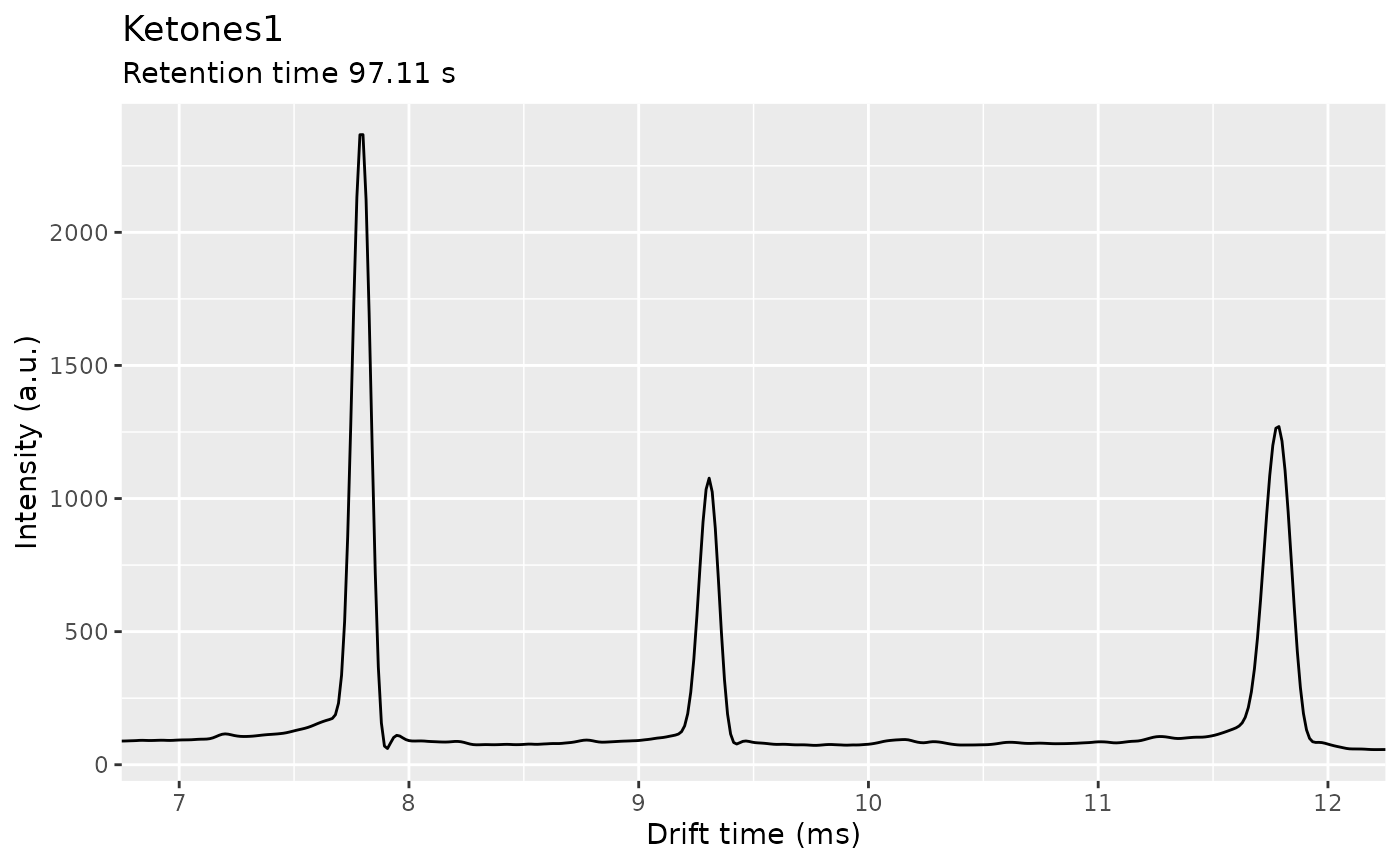 Ketones1
Retention time 97.11 s
Intensity (a.u.)
2000
1500
1000
500
0
7 8 9 10 11 12
Drift time (ms)